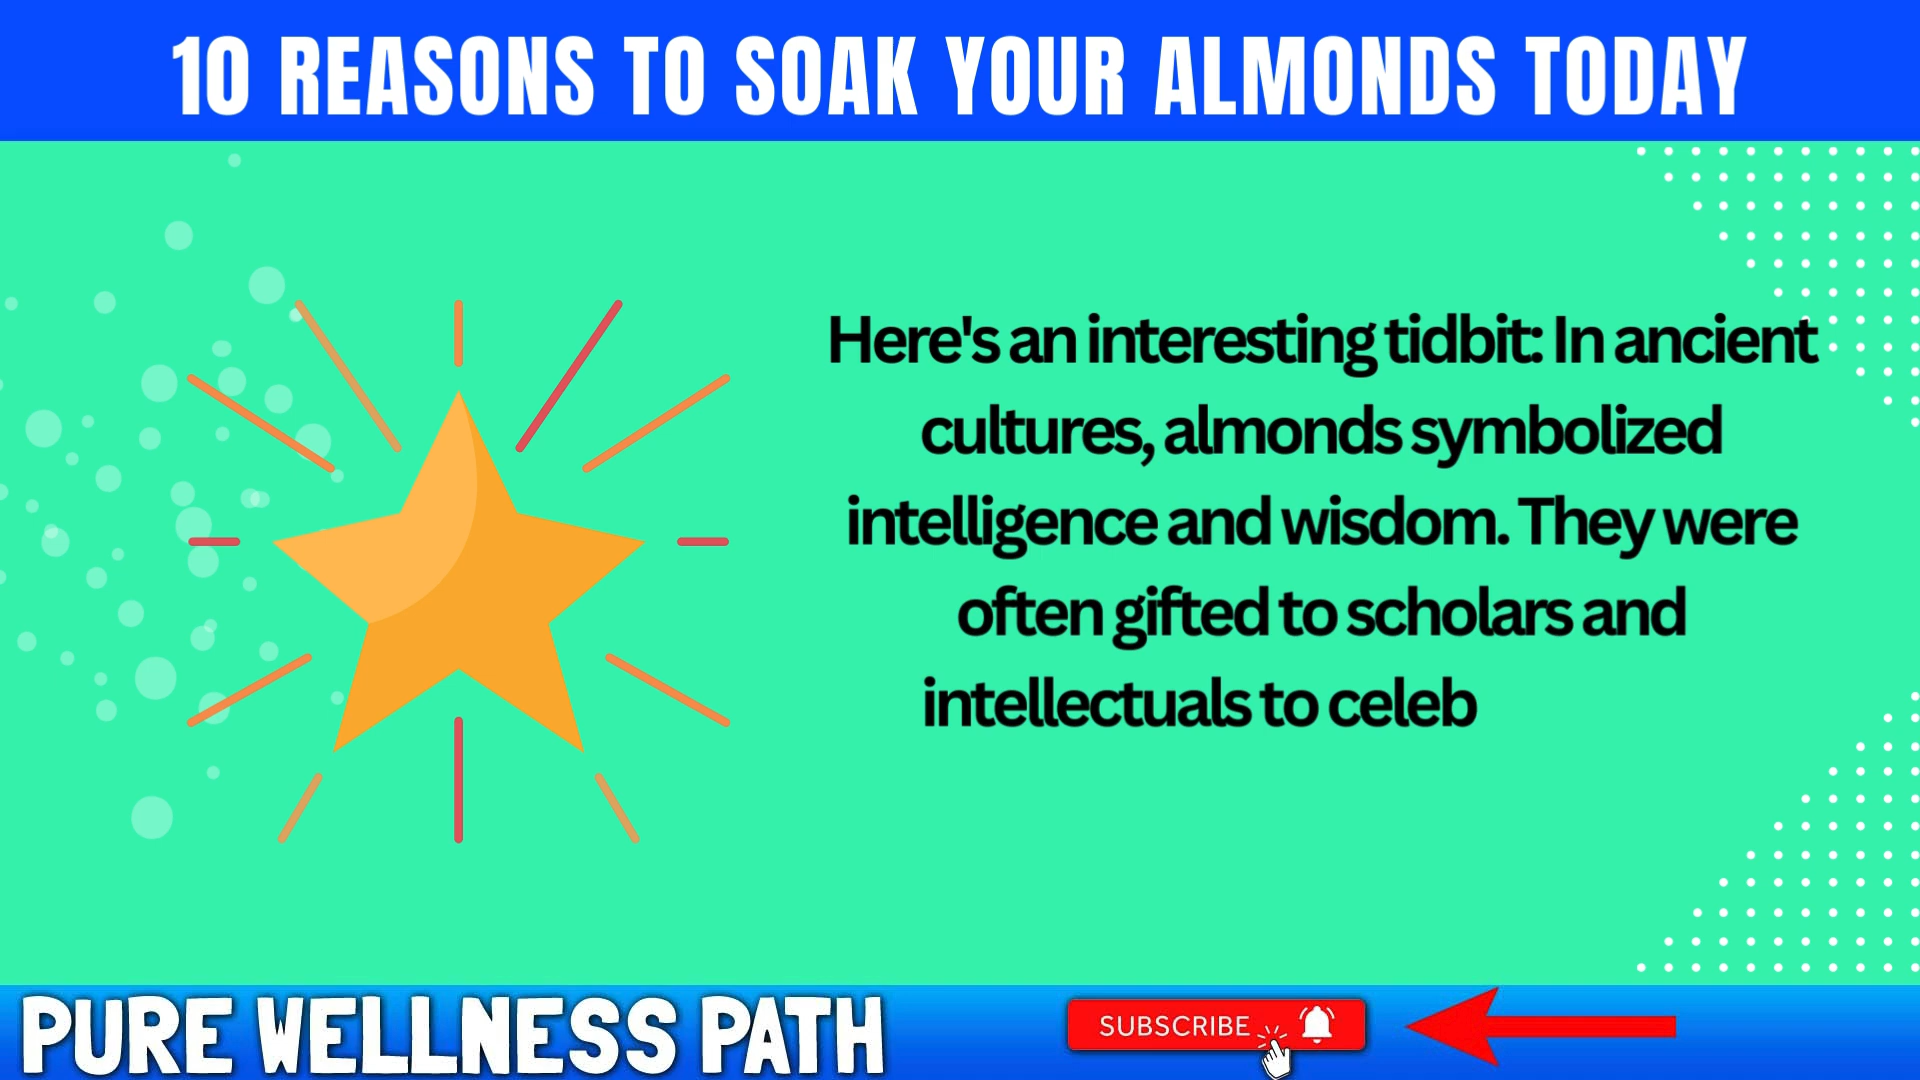 10 REASONS TO SOAK YOUR ALMONDS TODAY
Here's an interesting tidbit: In ancient
cultures, almonds symbolized
intelligence and wisdom. They were
often gifted to scholars and
intellectuals to celeb
PURE WELLNESS PATH
SUBSCRIBE